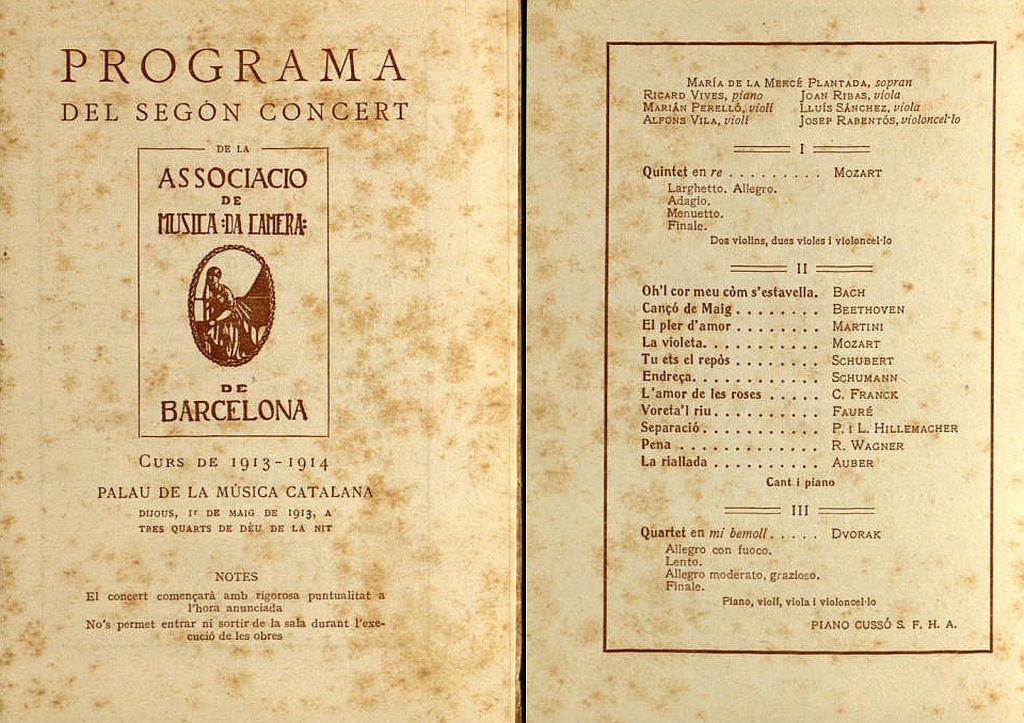 PROGRAMA
DEL SEGÓN CONCERT
DE LA
ASSOCIACIO
DE
MUSICA :DA CAMERA:
DE
BARCELONA
CURS DE 1913-1914
PALAU DE LA MÚSICA CATALANA
DIJOUS, 1r DE MAIG DE 1913, A
TRES QUARTS DE DÈU DE LA NIT
NOTES
El concert començarà amb rigorosa puntualitat a
l'hora anunciada
No's permet entrar ni sortir de la sala durant l'exe-
cució de les obres
MARÍA DE LA MERCÉ PLANTADA, sopran
RICARD VIVES, piano JOAN RIBAS, viola
MARIÁN PERELLÓ, violí LLUÍS SÁNCHEZ, viola
ALFONS VILA, violí JOSEP RABENTÓS, violoncel·lo
I
Quintet en re . . . . . . . . . MOZART
Larghetto. Allegro.
Adagio.
Menuetto.
Finale.
Dos violins, dues violes i violoncel·lo
II
Oh'l cor meu còm s'estavella. BACH
Cançó de Maig . . . . . . . . BEETHOVEN
El pler d'amor . . . . . . . . MARTINI
La violeta. . . . . . . . . . . MOZART
Tu ets el repòs . . . . . . . . SCHUBERT
Endreça. . . . . . . . . . . . SCHUMANN
L'amor de les roses . . . . . C. FRANCK
Voreta'l riu. . . . . . . . . . FAURÉ
Separació. . . . . . . . . . . P. I L. HILLEMACHER
Pena . . . . . . . . . . . . . R. WAGNER
La riallada . . . . . . . . . . AUBER
Cant i piano
III
Quartet en mi bemoll. . . . . DVORAK
Allegro con fuoco.
Lento.
Allegro moderato, grazioso.
Finale.
Piano, violí, viola i violoncel·lo
PIANO CUSSÓ S. F. H. A.